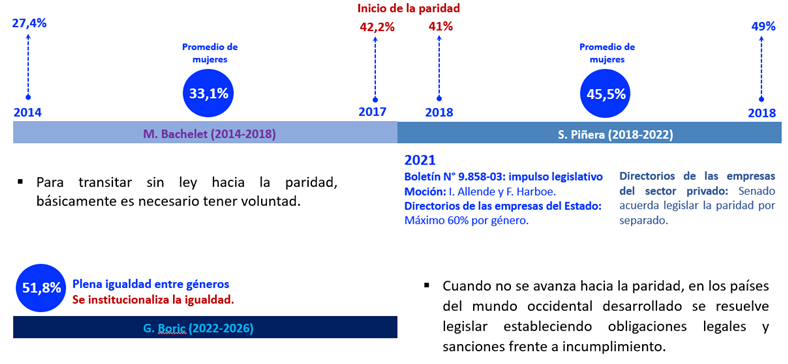 Inicio de la paridad
27,4%
42,2%
41%
49%
Promedio de
mujeres
33,1%
Promedio de
mujeres
45,5%
2014
2017
2018
2018
M. Bachelet (2014-2018)
S. Piñera (2018-2022)
▪ Para transitar sin ley hacia la paridad,
básicamente es necesario tener voluntad.
2021
Boletín N° 9.858-03: impulso legislativo
Moción: I. Allende y F. Harboe.
Directorios de las empresas del Estado:
Máximo 60% por género.
Directorios de las empresas
del sector privado: Senado
acuerda legislar la paridad por
separado.
51,8%
Plena igualdad entre géneros
Se institucionaliza la igualdad.
G. Boric (2022-2026)
▪ Cuando no se avanza hacia la paridad, en los países
del mundo occidental desarrollado se resuelve
legislar estableciendo obligaciones legales y
sanciones frente a incumplimiento.